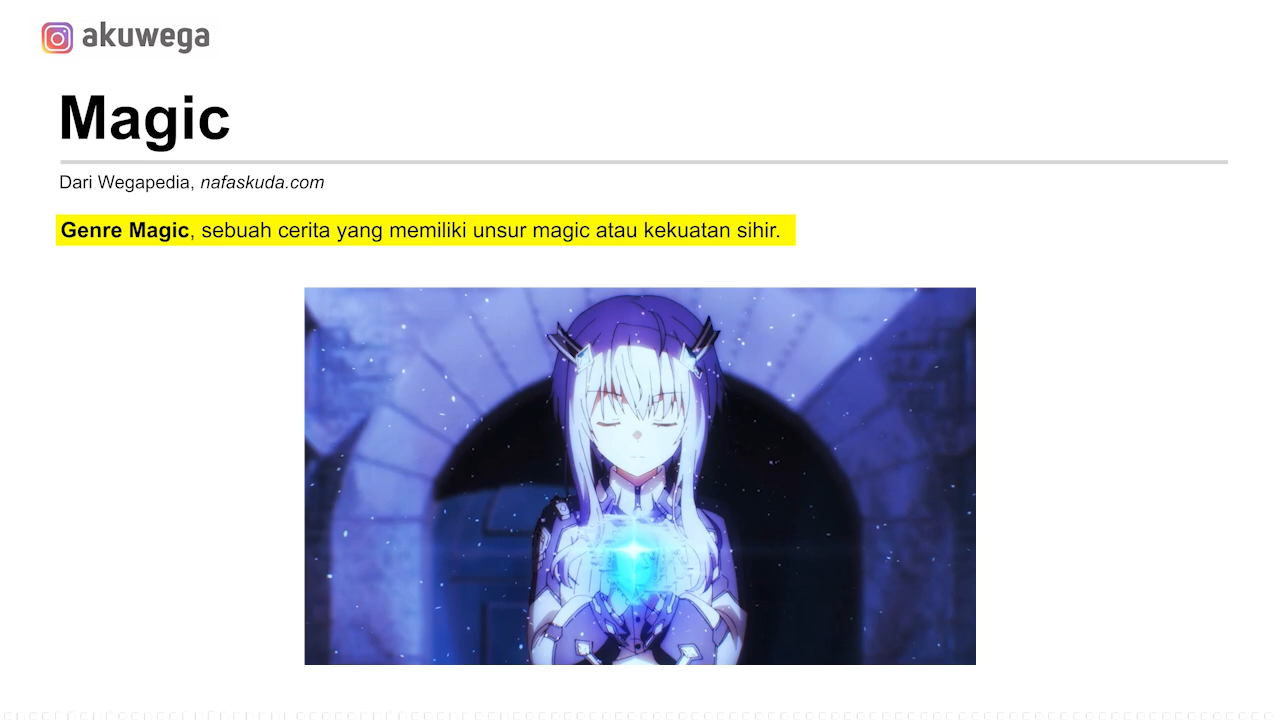 akuwega
Magic
Dari Wegapedia, nafaskuda.com
Genre Magic, sebuah cerita yang memiliki unsur magic atau kekuatan sihir.